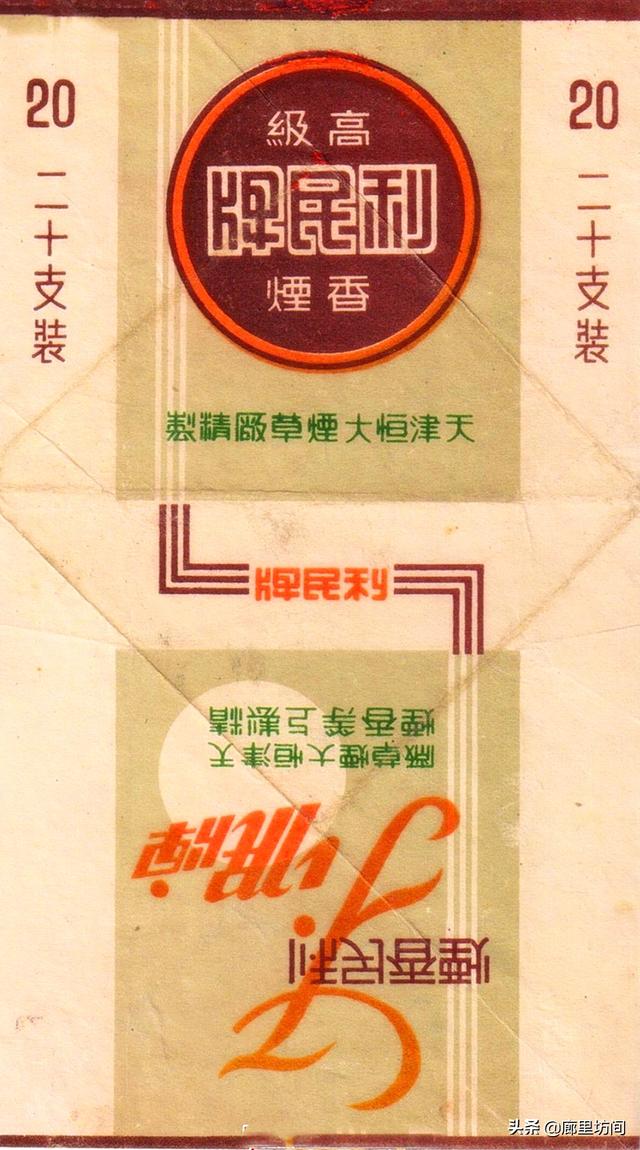 20
二十支裝
高級
利民牌
香煙
天津恒大煙草厰精製
20
二十支裝
利民牌
利民香煙
天津恒大煙草厰
精製上等香煙
头条 @廊里坊间